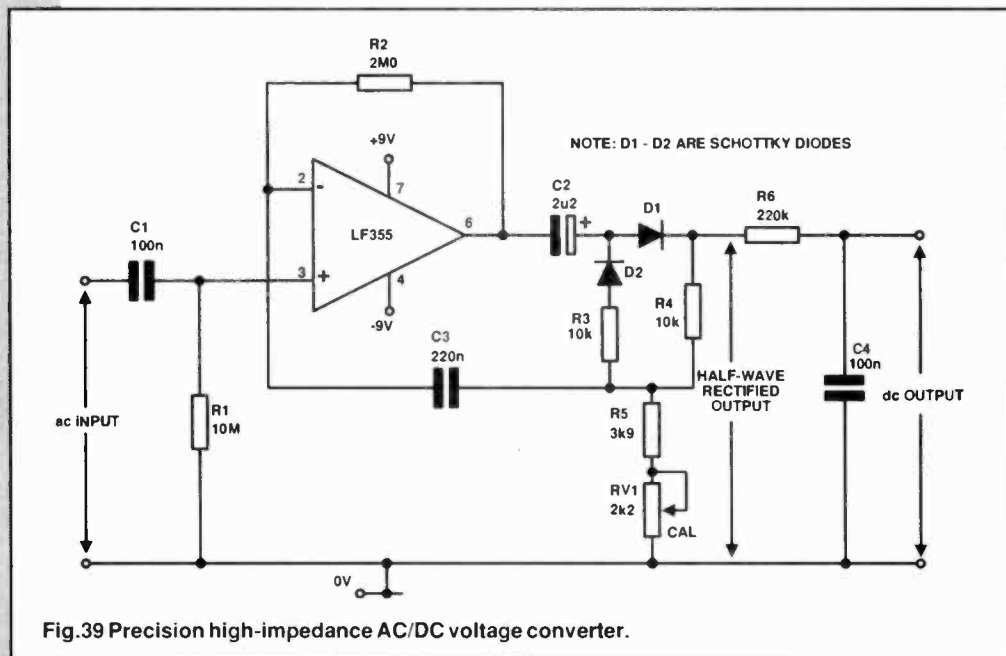 R2
2M0
+9V
NOTE: D1 - D2 ARE SCHOTTKY DIODES
2
-
7
C2
2u2
+
D1
R6
220k
C1
100n
LF355
6
3
+
4
-9V
D2
R3
10k
R4
10k
C3
220n
C4
100n
HALF-WAVE
RECTIFIED
OUTPUT
dc OUTPUT
ac INPUT
R1
10M
R5
3k9
RV1
2k2
CAL
0V
Fig.39 Precision high-impedance AC/DC voltage converter.